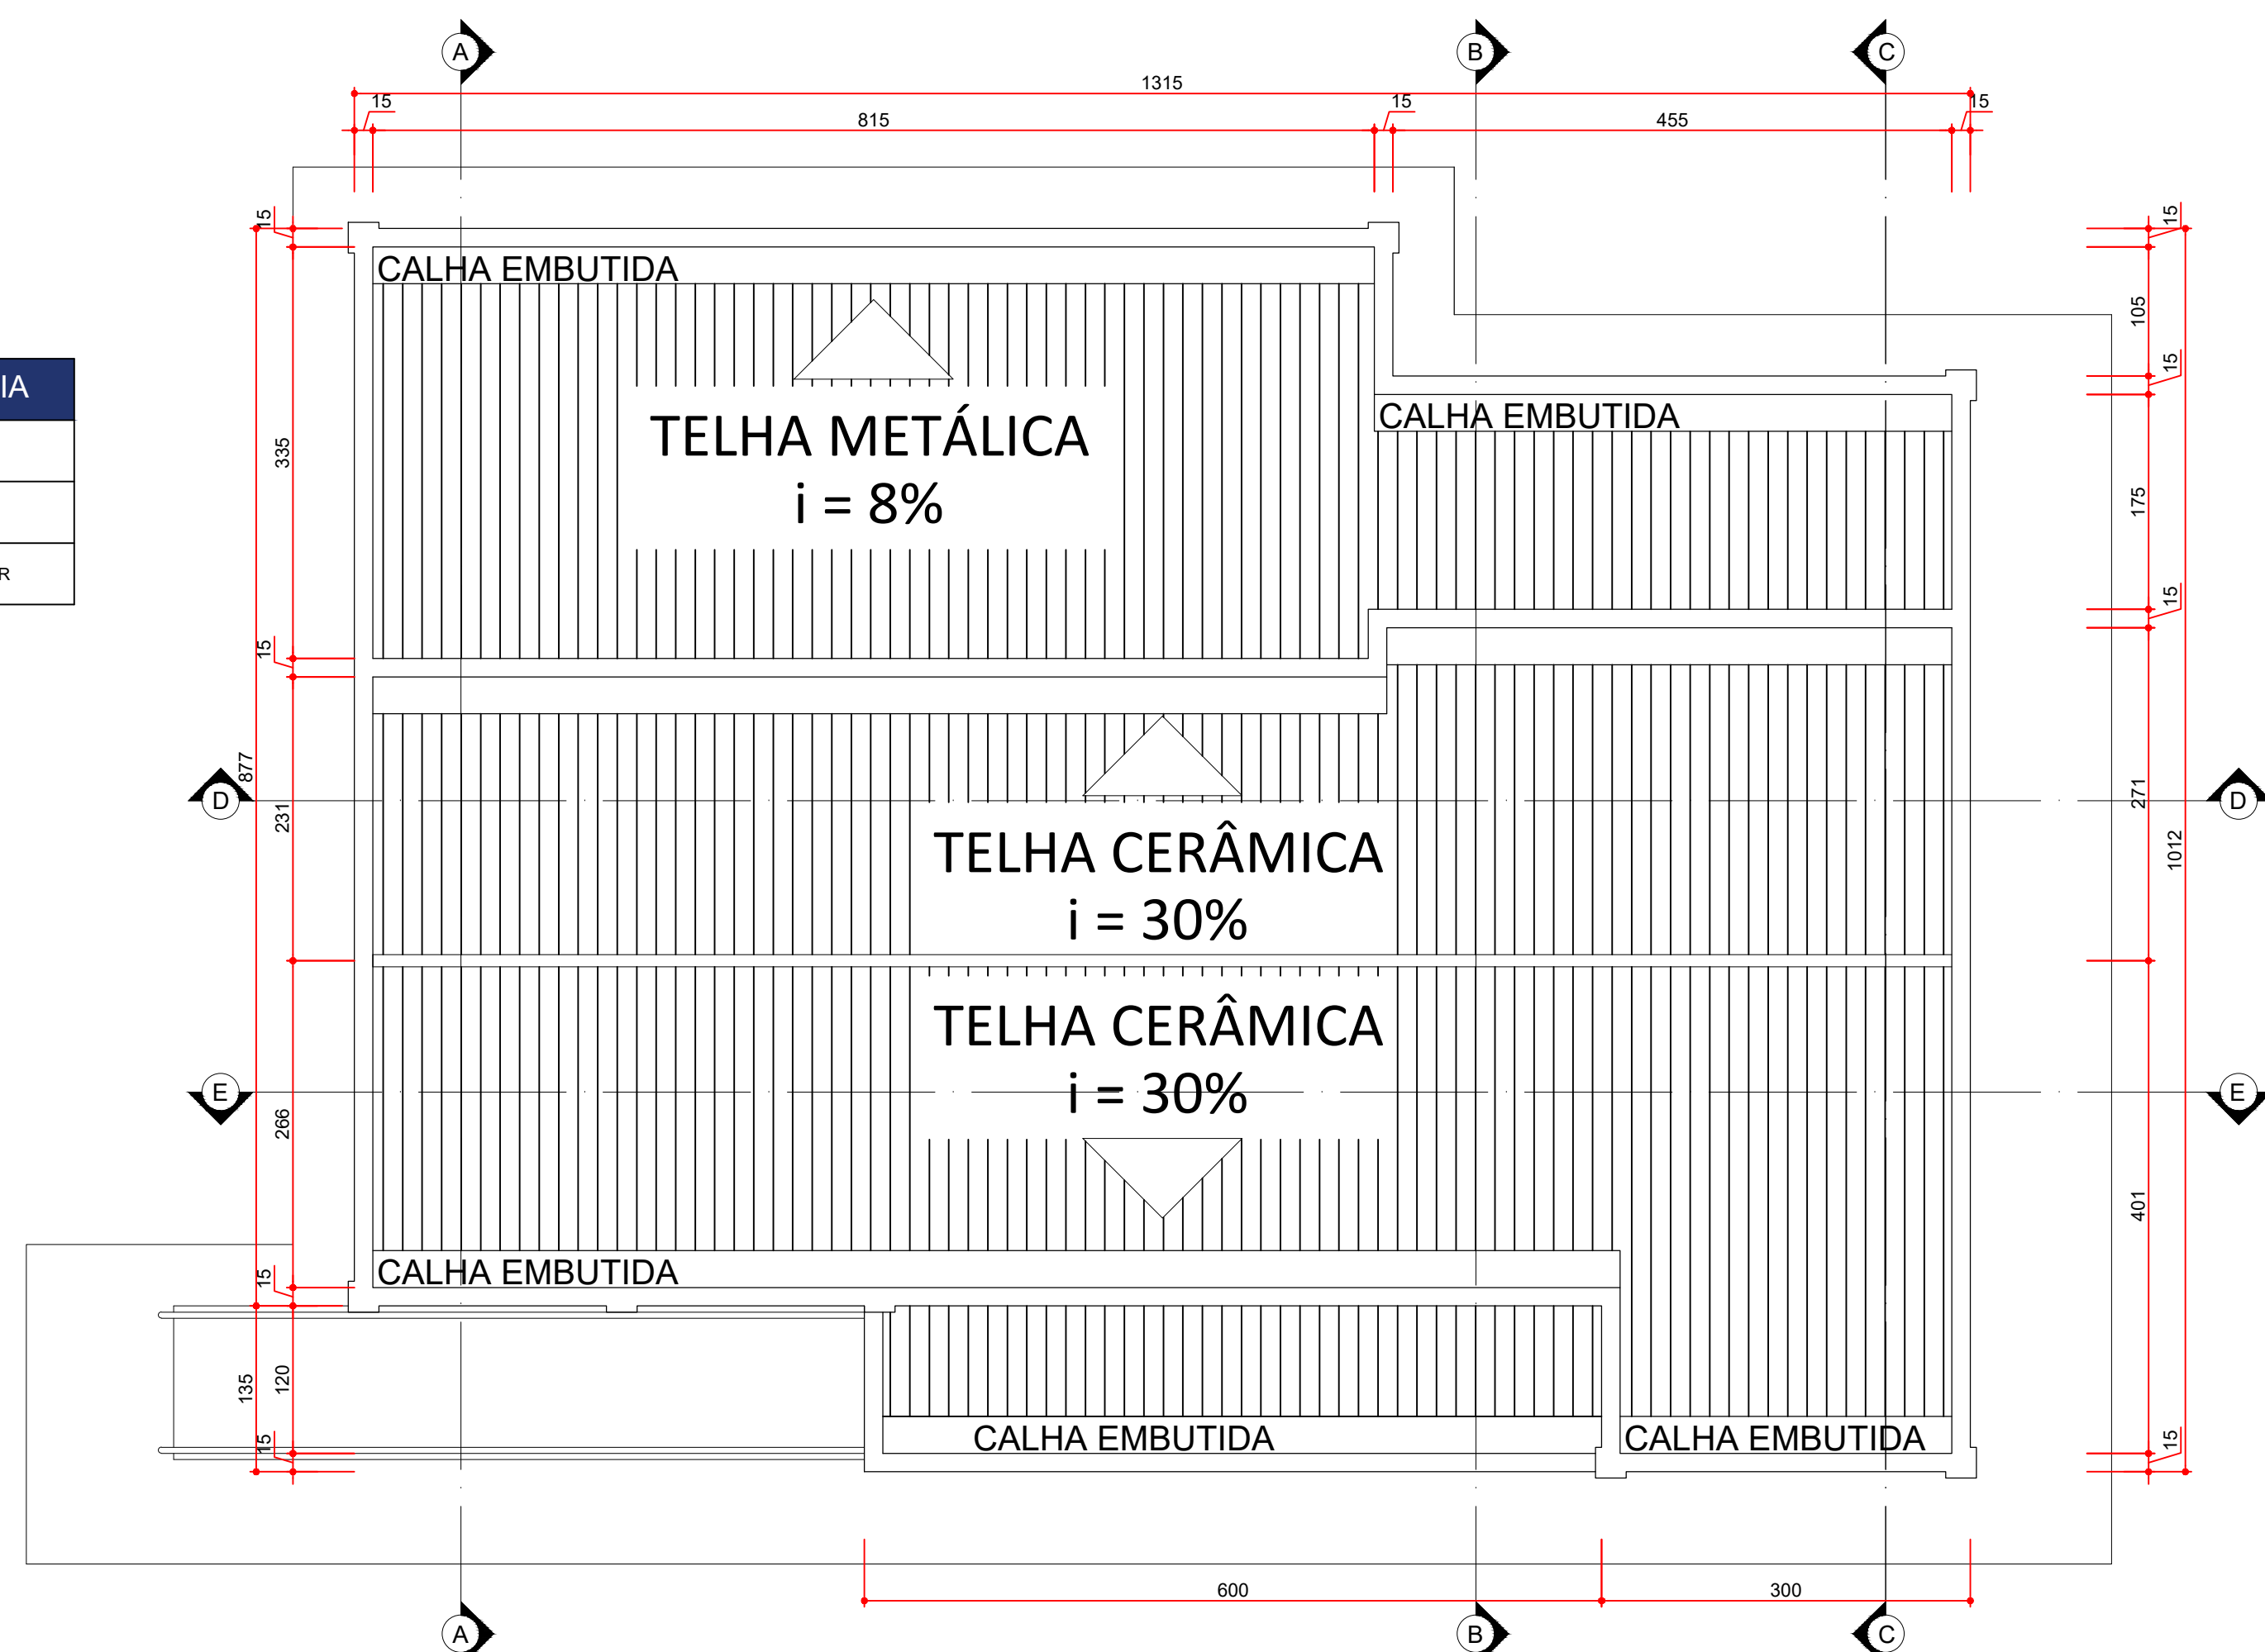 A
B
C
1315
15
15
15
815
455
15
15
CALHA EMBUTIDA
105
15
IA
TELHA METÁLICA
i = 8%
CALHA EMBUTIDA
335
175
R
15
15
877
D
231
271
D
1012
TELHA CERÂMICA
i = 30%
TELHA CERÂMICA
i = 30%
E
266
E
401
CALHA EMBUTIDA
15
135
120
CALHA EMBUTIDA
CALHA EMBUTIDA
15
15
600
300
A
B
C